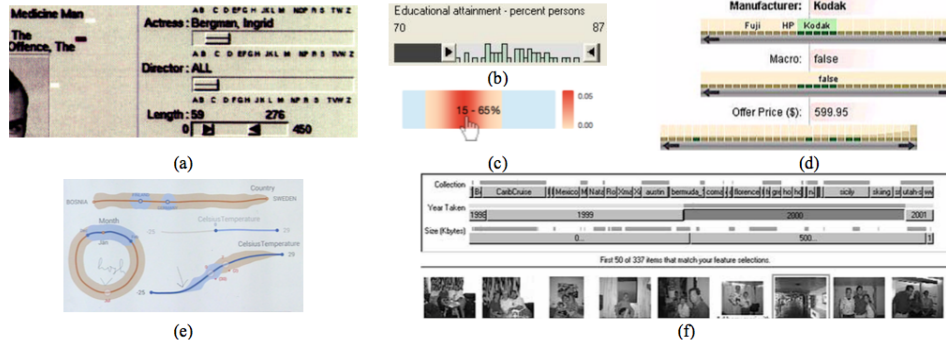 Medicine Man
The
Offence, The
Actress : Bergman, Ingrid
Director : ALL
Length : 59 276
0 450
(a)
Educational attainment - percent persons
70 87
(b)
15 - 65%
0.05
0.00
(c)
Manufacturer: Kodak
Fuji HP Kodak
Macro: false
false
Offer Price ($): 599.95
(d)
Country
BOSNIA SWEDEN
Month
Jan
CelsiusTemperature
-25 29
CelsiusTemperature
29
-25
(e)
Collection CaribCruise Mexico austin bermuda florence sicily skiing
Year Taken
1998 1999 2000 2001
Size (Kbytes)
0... 500... 1
First 50 of 337 items that match your feature selections.
(f)